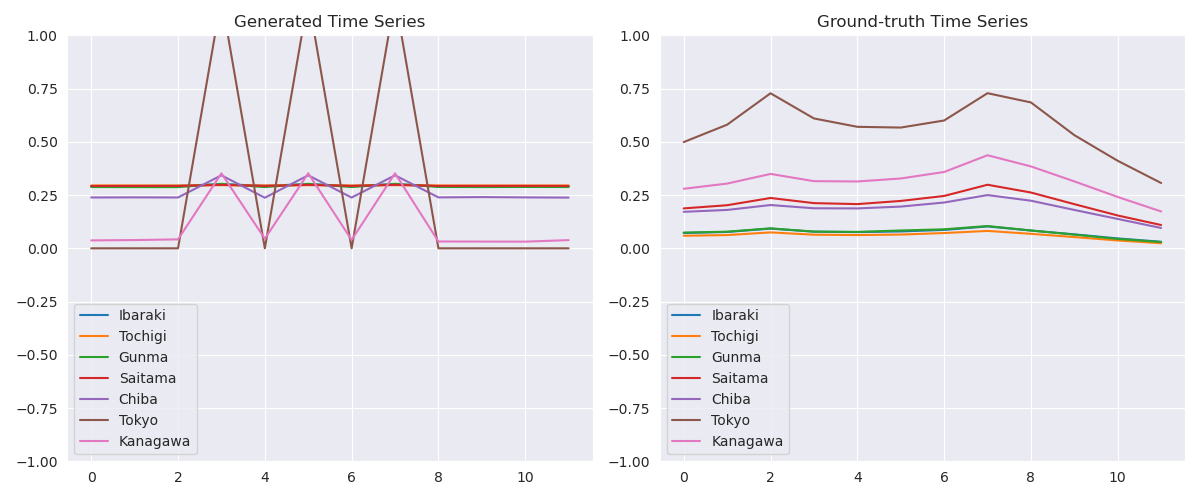 Generated Time Series
1.00
0.75
0.50
0.25
0.00
−0.25
−0.50
−0.75
−1.00
0 2 4 6 8 10
Ibaraki
Tochigi
Gunma
Saitama
Chiba
Tokyo
Kanagawa
Ground-truth Time Series
1.00
0.75
0.50
0.25
0.00
−0.25
−0.50
−0.75
−1.00
0 2 4 6 8 10
Ibaraki
Tochigi
Gunma
Saitama
Chiba
Tokyo
Kanagawa